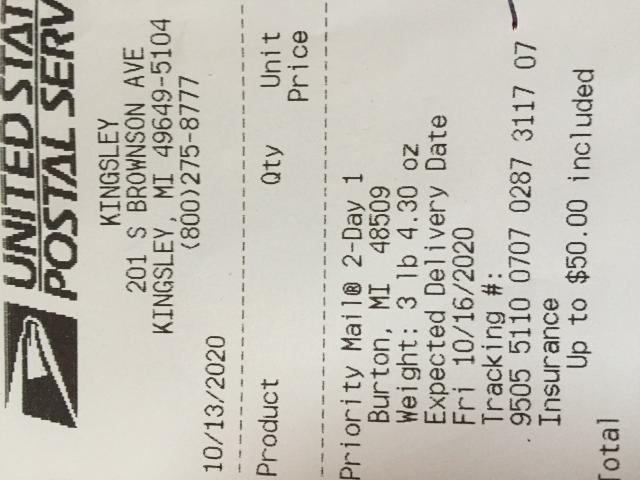 UNITED STAT
POSTAL SERV
KINGSLEY
201 S BROWNSON AVE
KINGSLEY, MI 49649-5104
(800)275-8777
10/13/2020
Product Qty Unit
Price
Priority Mail® 2-Day 1
Burton, MI 48509
Weight: 3 lb 4.30 oz
Expected Delivery Date
Fri 10/16/2020
Tracking #:
9505 5110 0707 0287 3117 07
Insurance
Up to $50.00 included
Total